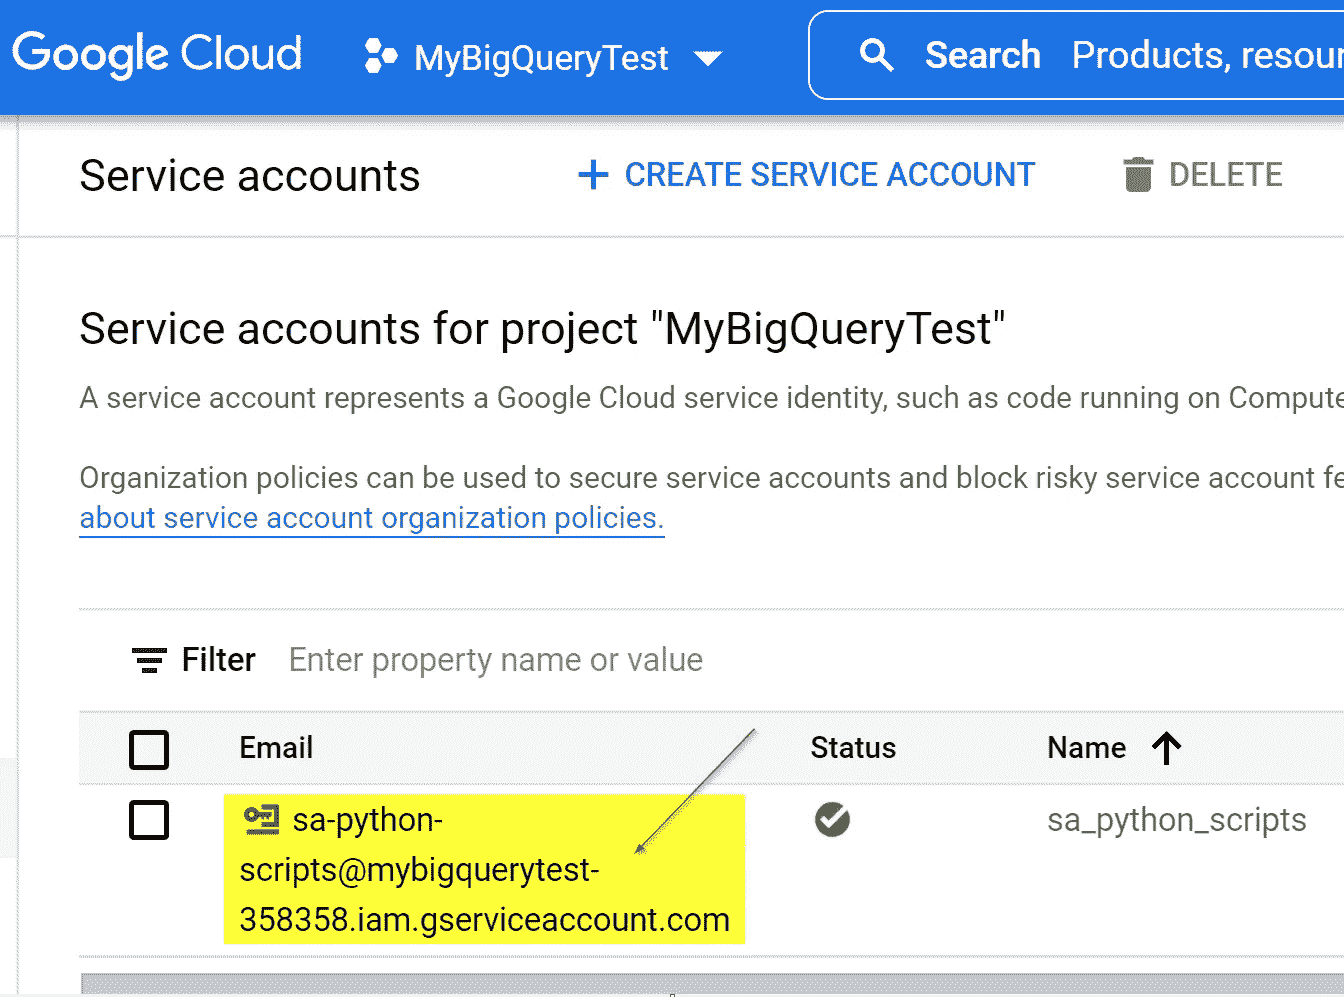 Google Cloud MyBigQueryTest Search Products, resour
Service accounts CREATE SERVICE ACCOUNT DELETE
Service accounts for project "MyBigQueryTest"
A service account represents a Google Cloud service identity, such as code running on Compute
Organization policies can be used to secure service accounts and block risky service account fe
about service account organization policies.
Filter Enter property name or value
Email Status Name
sa-python- sa_python_scripts
scripts@mybigquerytest-
358358.iam.gserviceaccount.com